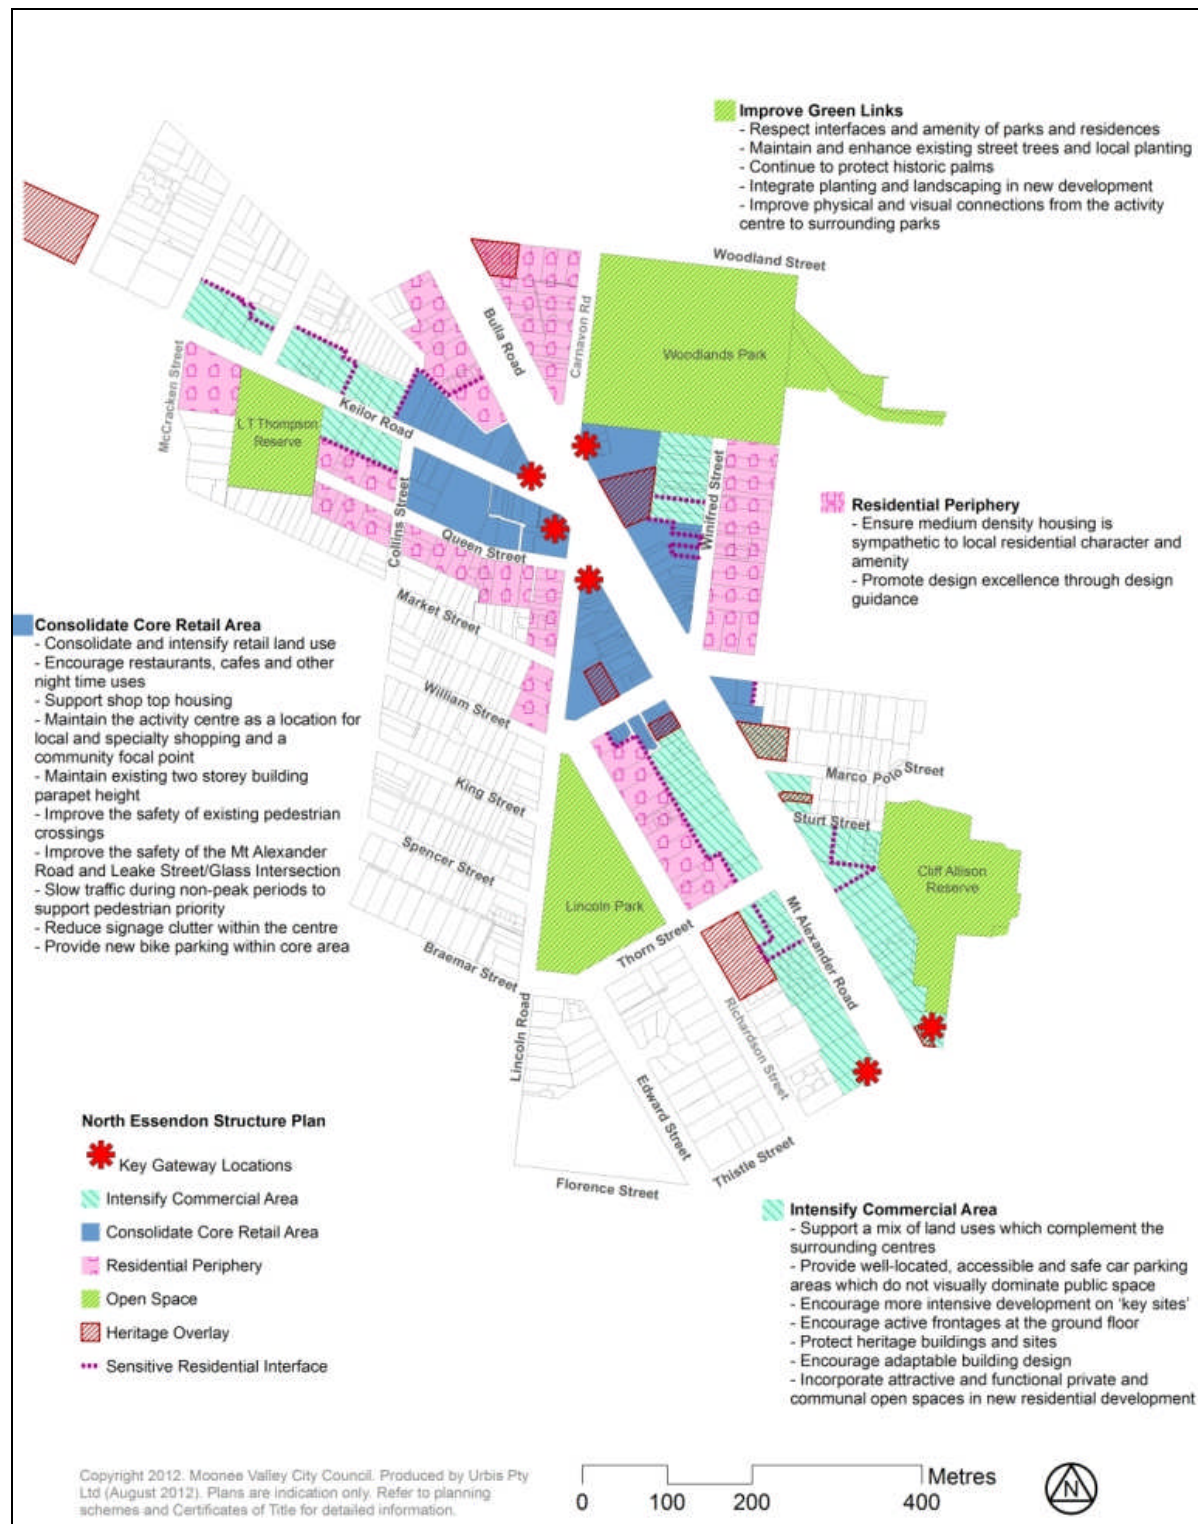 Improve Green Links
- Respect interfaces and amenity of parks and residences
- Maintain and enhance existing street trees and local planting
- Continue to protect historic palms
- Integrate planting and landscaping in new development
- Improve physical and visual connections from the activity
centre to surrounding parks
Woodland Street
Bulla Road
Carnavon Rd
Woodlands Park
McCracken Street
Keilor Road
L T Thompson
Reserve
Collins Street
Queen Street
Winifred Street
Residential Periphery
- Ensure medium density housing is
sympathetic to local residential character and
amenity
- Promote design excellence through design
guidance
Market Street
William Street
King Street
Spencer Street
Braemar Street
Consolidate Core Retail Area
- Consolidate and intensify retail land use
- Encourage restaurants, cafes and other
night time uses
- Support shop top housing
- Maintain the activity centre as a location for
local and specialty shopping and a
community focal point
- Maintain existing two storey building
parapet height
- Improve the safety of existing pedestrian
crossings
- Improve the safety of the Mt Alexander
Road and Leake Street/Glass Intersection
- Slow traffic during non-peak periods to
support pedestrian priority
- Reduce signage clutter within the centre
- Provide new bike parking within core area
Marco Polo Street
Sturt Street
Cliff Allison
Reserve
Lincoln Park
Thorn Street
Mt Alexander Road
Richardson Street
Lincoln Road
Edward Street
Thistle Street
Florence Street
North Essendon Structure Plan
Key Gateway Locations
Intensify Commercial Area
Consolidate Core Retail Area
Residential Periphery
Open Space
Heritage Overlay
Sensitive Residential Interface
Intensify Commercial Area
- Support a mix of land uses which complement the
surrounding centres
- Provide well-located, accessible and safe car parking
areas which do not visually dominate public space
- Encourage more intensive development on ‘key sites’
- Encourage active frontages at the ground floor
- Protect heritage buildings and sites
- Encourage adaptable building design
- Incorporate attractive and functional private and
communal open spaces in new residential development
Copyright 2012. Moonee Valley City Council. Produced by Urbis Pty
Ltd (August 2012). Plans are indication only. Refer to planning
schemes and Certificates of Title for detailed information.
Metres
0 100 200 400
N